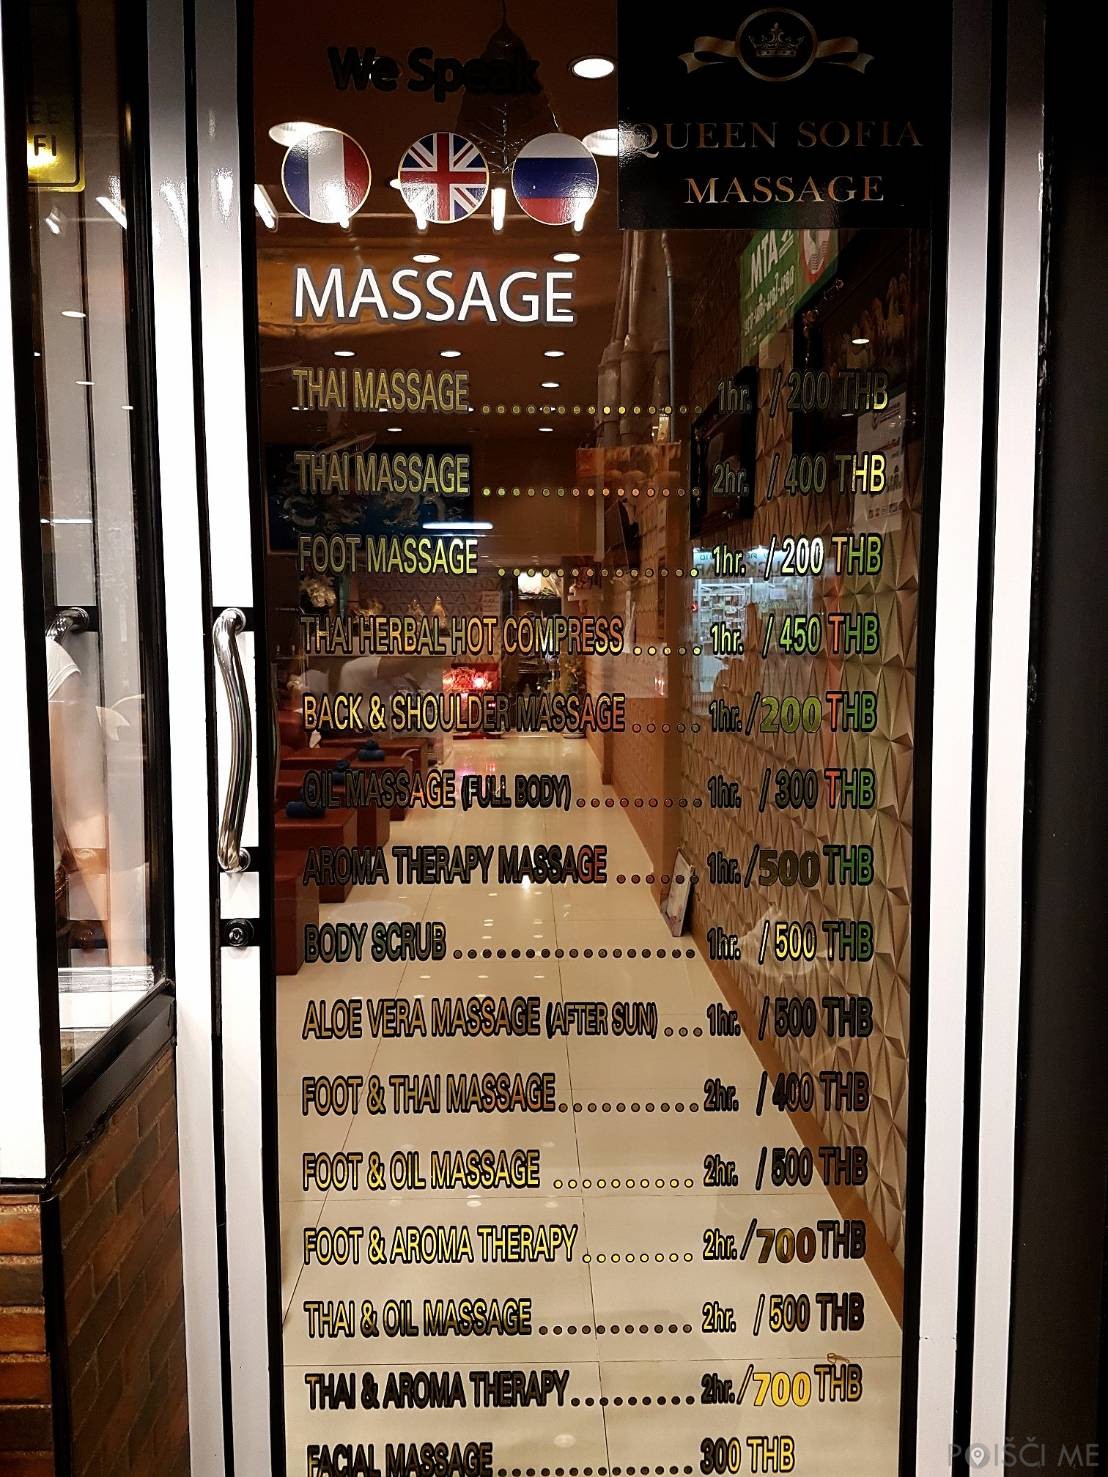 We Speak
QUEEN SOFIA
MASSAGE
MTA
MASSAGE
THAI MASSAGE .............. 1hr. / 200 THB
THAI MASSAGE .............. 2hr. / 400 THB
FOOT MASSAGE .............. 1hr. / 200 THB
THAI HERBAL HOT COMPRESS ..... 1hr. / 450 THB
BACK & SHOULDER MASSAGE ..... 1hr. / 200 THB
OIL MASSAGE (FULL BODY) ......... 1hr. / 300 THB
AROMA THERAPY MASSAGE ...... 1hr. / 500 THB
BODY SCRUB ................. 1hr. / 500 THB
ALOE VERA MASSAGE (AFTER SUN) ... 1hr. / 500 THB
FOOT & THAI MASSAGE .......... 2hr. / 400 THB
FOOT & OIL MASSAGE .......... 2hr. / 500 THB
FOOT & AROMA THERAPY ........ 2hr. / 700 THB
THAI & OIL MASSAGE ........... 2hr. / 500 THB
THAI & AROMA THERAPY ......... 2hr. / 700 THB
FACIAL MASSAGE .............. 300 THB
POIŠČI ME